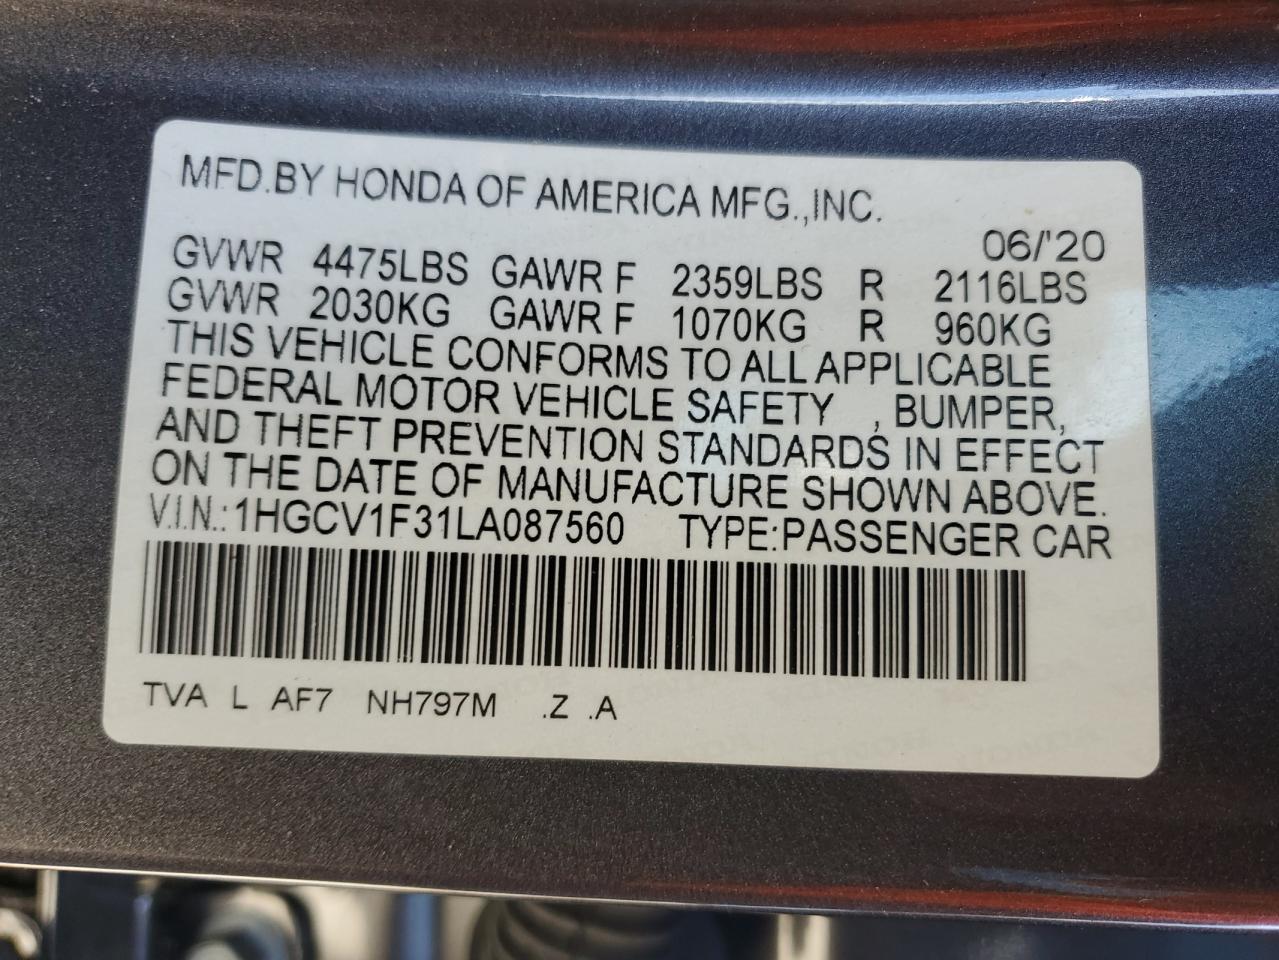 MFD.BY HONDA OF AMERICA MFG.,INC.
06/'20
GVWR 4475LBS GAWR F 2359LBS R 2116LBS
GVWR 2030KG GAWR F 1070KG R 960KG
THIS VEHICLE CONFORMS TO ALL APPLICABLE
FEDERAL MOTOR VEHICLE SAFETY , BUMPER,
AND THEFT PREVENTION STANDARDS IN EFFECT
ON THE DATE OF MANUFACTURE SHOWN ABOVE.
V.I.N.:1HGCV1F31LA087560 TYPE:PASSENGER CAR
TVA L AF7 NH797M .Z .A